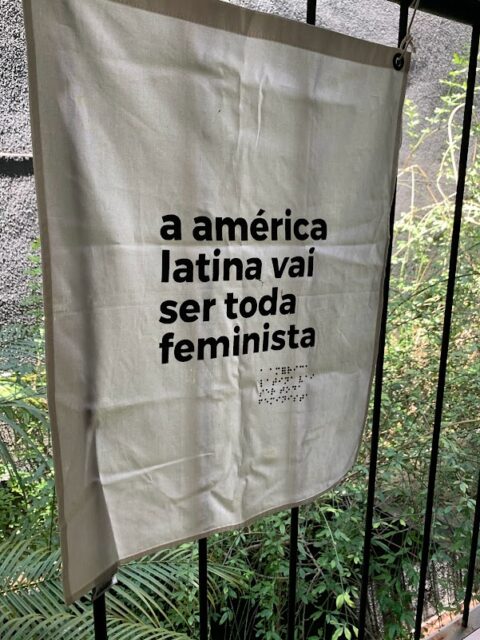 a américa
latina vai
ser toda
feminista